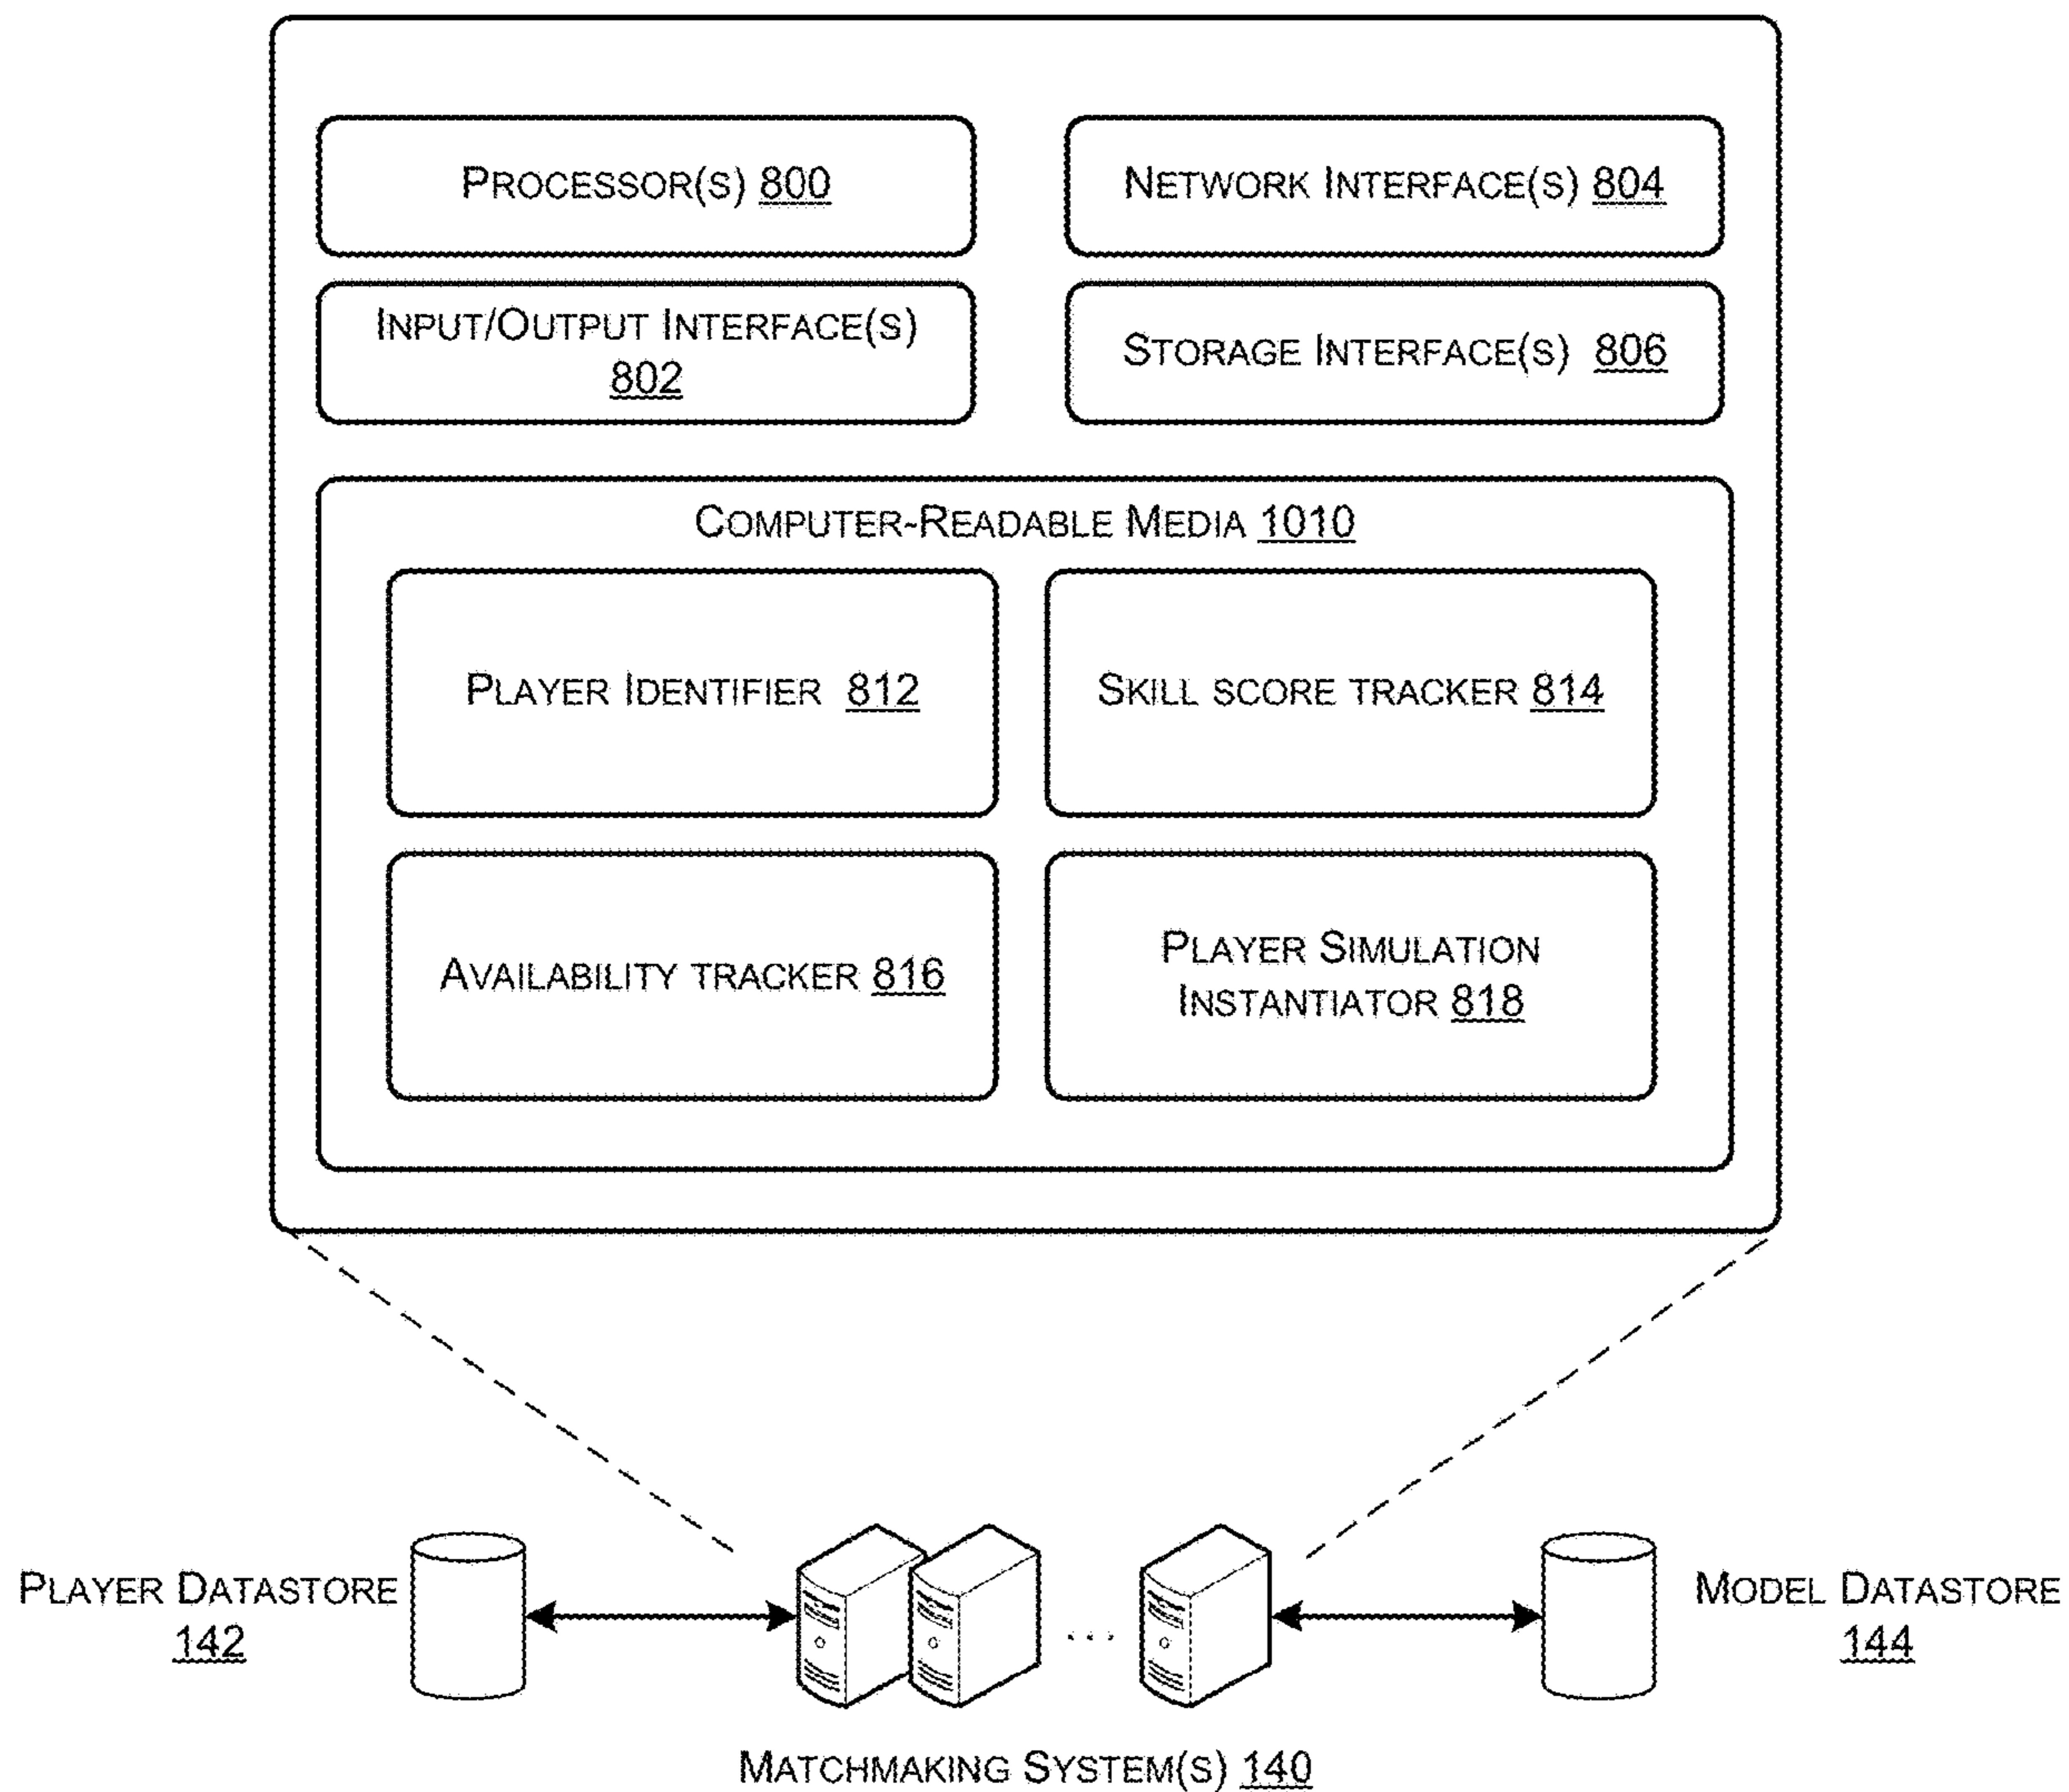 PROCESSOR(S) 800
NETWORK INTERFACE(S) 804
INPUT/OUTPUT INTERFACE(S)
802
STORAGE INTERFACE(S) 806
COMPUTER-READABLE MEDIA 1010
PLAYER IDENTIFIER 812
SKILL SCORE TRACKER 814
AVAILABILITY TRACKER 816
PLAYER SIMULATION
INSTANTIATOR 818
PLAYER DATASTORE
142
...
MODEL DATASTORE
144
MATCHMAKING SYSTEM(S) 140